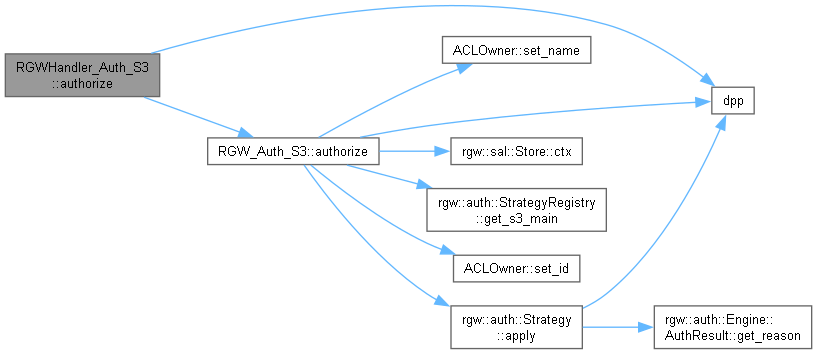 RGWHandler_Auth_S3
::authorize
RGW_Auth_S3::authorize
ACLOwner::set_name
dpp
rgw::sal::Store::ctx
rgw::auth::StrategyRegistry
::get_s3_main
ACLOwner::set_id
rgw::auth::Strategy
::apply
rgw::auth::Engine::
AuthResult::get_reason